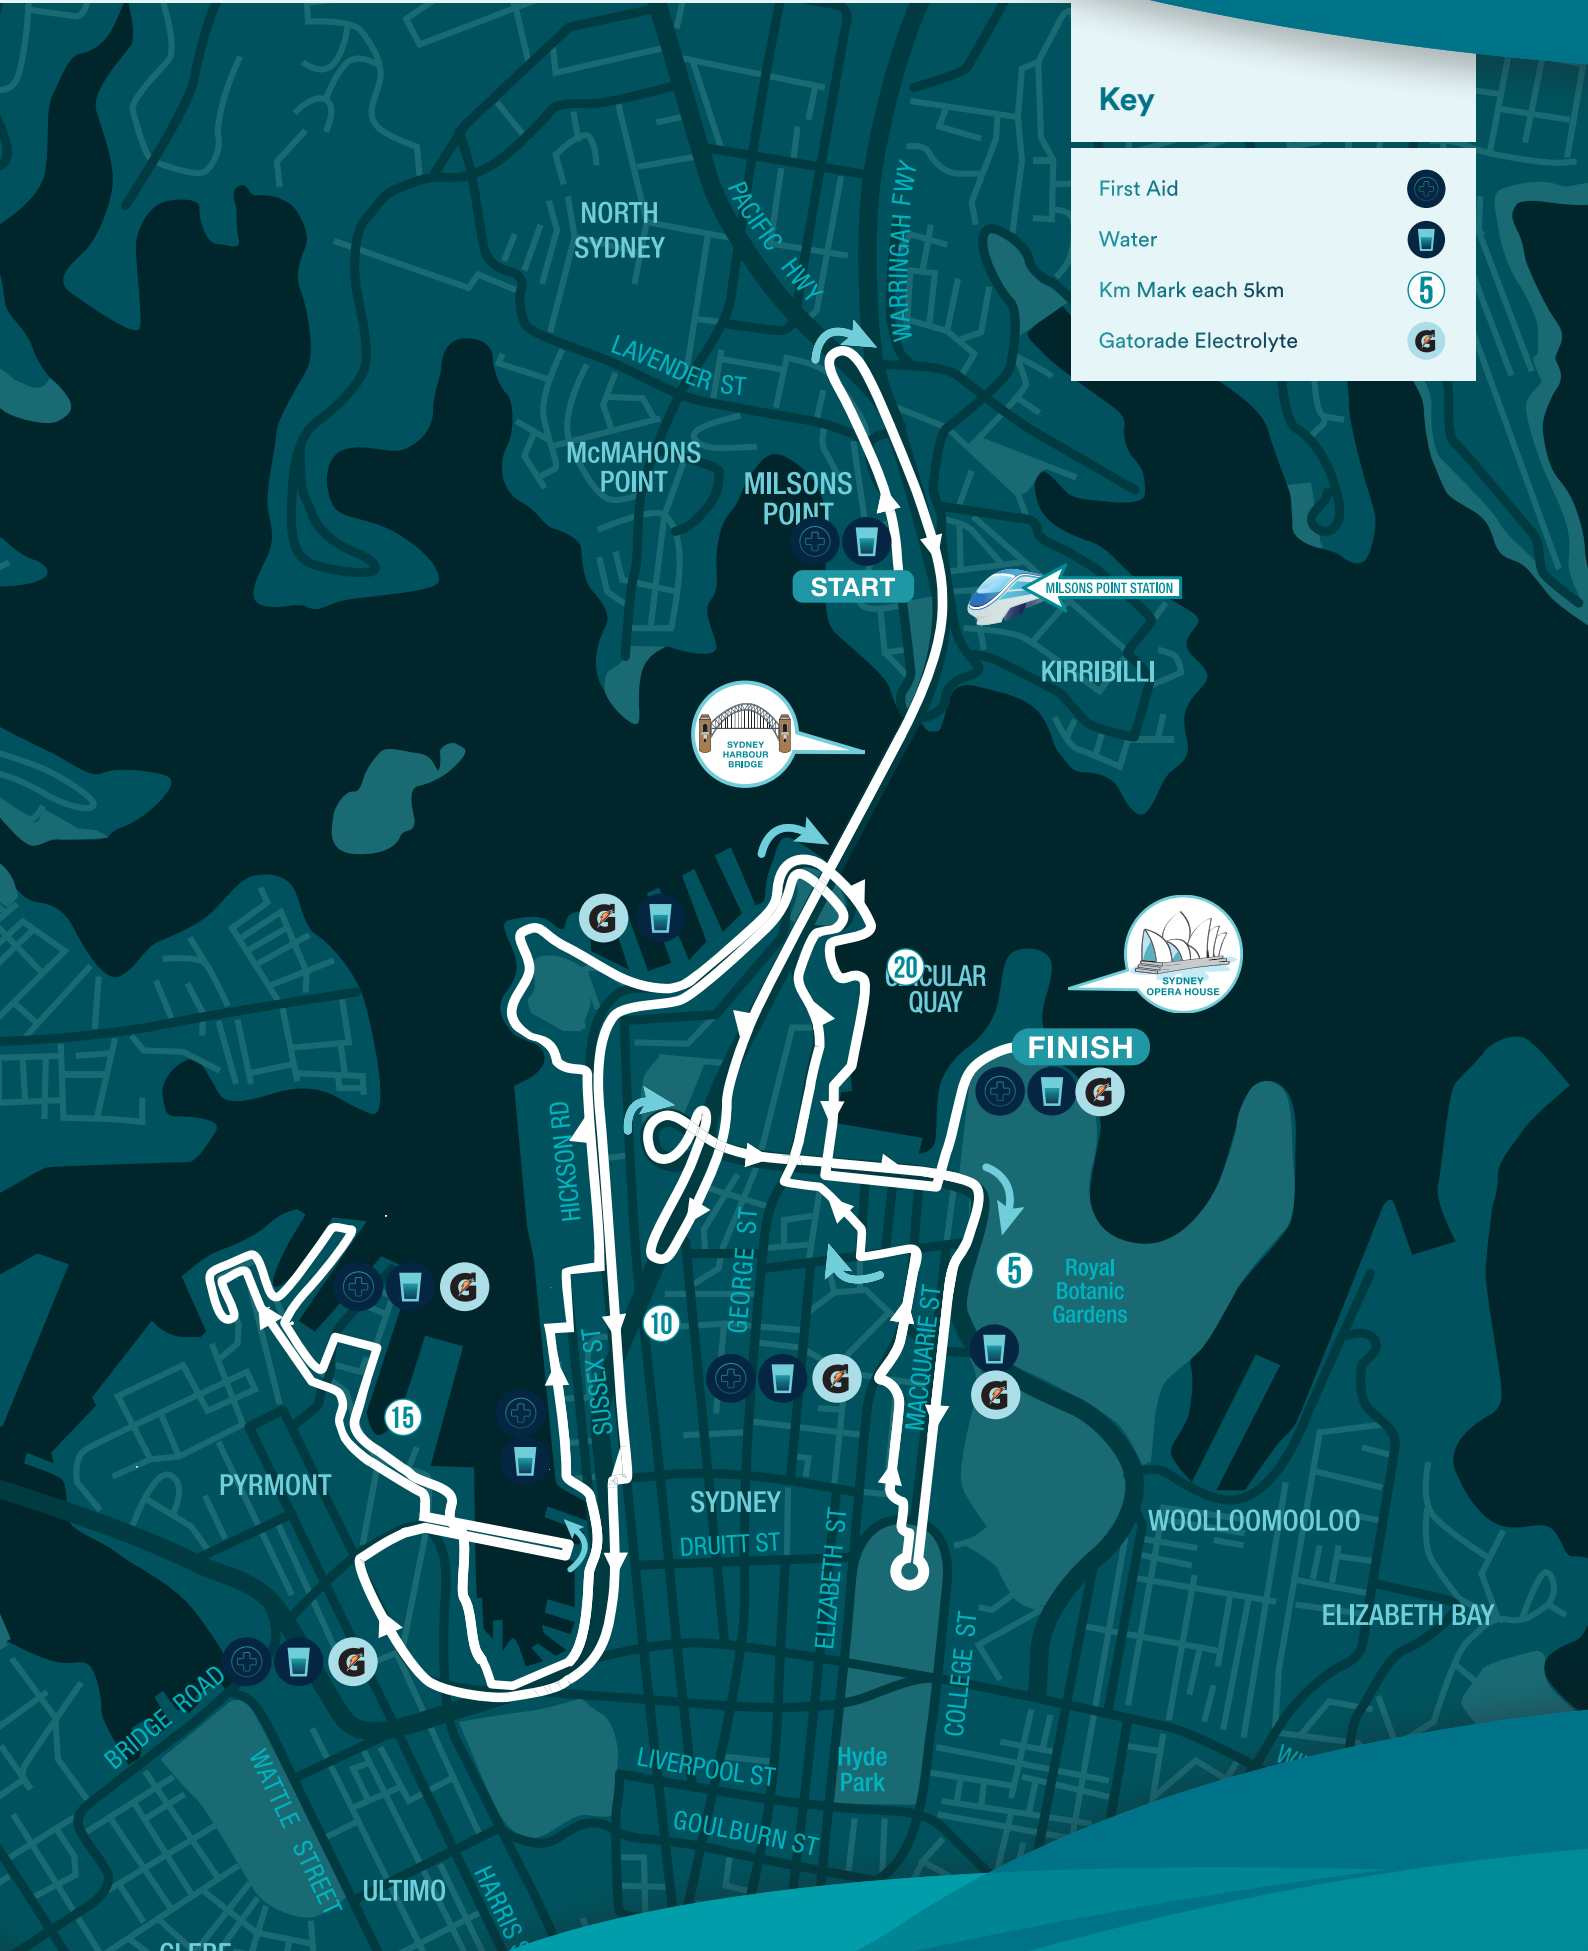 Key
First Aid
Water
Km Mark each 5km
5
Gatorade Electrolyte
G
NORTH
SYDNEY
PACIFIC HWY
WARRINGAH FWY
LAVENDER ST
McMAHONS
POINT
MILSONS
POINT
START
MILSONS POINT STATION
KIRRIBILLI
SYDNEY
HARBOUR
BRIDGE
G
20
CIRCULAR
QUAY
SYDNEY
OPERA HOUSE
FINISH
G
HICKSON RD
GEORGE ST
5
Royal
Botanic
Gardens
G
10
SUSSEX ST
MACQUARIE ST
G
G
15
PYRMONT
SYDNEY
DRUITT ST
ELIZABETH ST
WOOLLOOMOOLOO
ELIZABETH BAY
COLLEGE ST
G
BRIDGE ROAD
WATTLE STREET
LIVERPOOL ST
Hyde
Park
GOULBURN ST
ULTIMO
HARRIS S
GLEBE